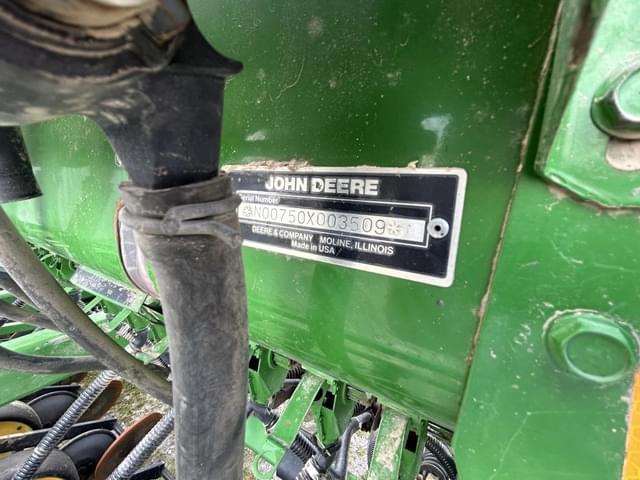 JOHN DEERE
Serial Number
N00750X003509
DEERE & COMPANY MOLINE, ILLINOIS
Made in USA